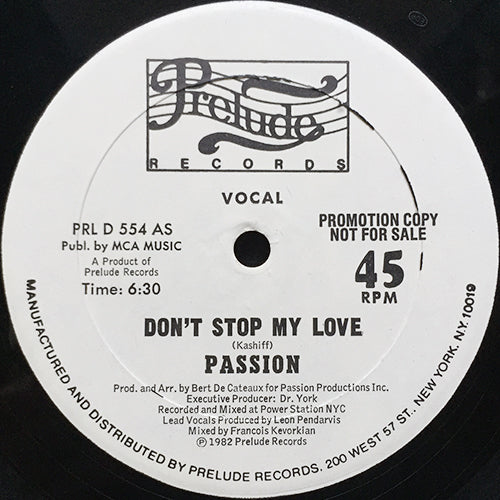 Prelude
RECORDS
VOCAL
PRL D 554 AS
Publ. by MCA MUSIC
A Product of
Prelude Records
Time: 6:30
PROMOTION COPY
NOT FOR SALE
45
RPM
DON'T STOP MY LOVE
(Kashiff)
PASSION
Prod. and Arr. by Bert De Cateaux for Passion Productions Inc.
Executive Producer: Dr. York
Recorded and Mixed at Power Station NYC
Lead Vocals Produced by Leon Pendarvis
Mixed by Francois Kevorkian
Ⓟ 1982 Prelude Records
MANUFACTURED AND DISTRIBUTED BY PRELUDE RECORDS, 200 WEST 57 ST., NEW YORK, N.Y. 10019